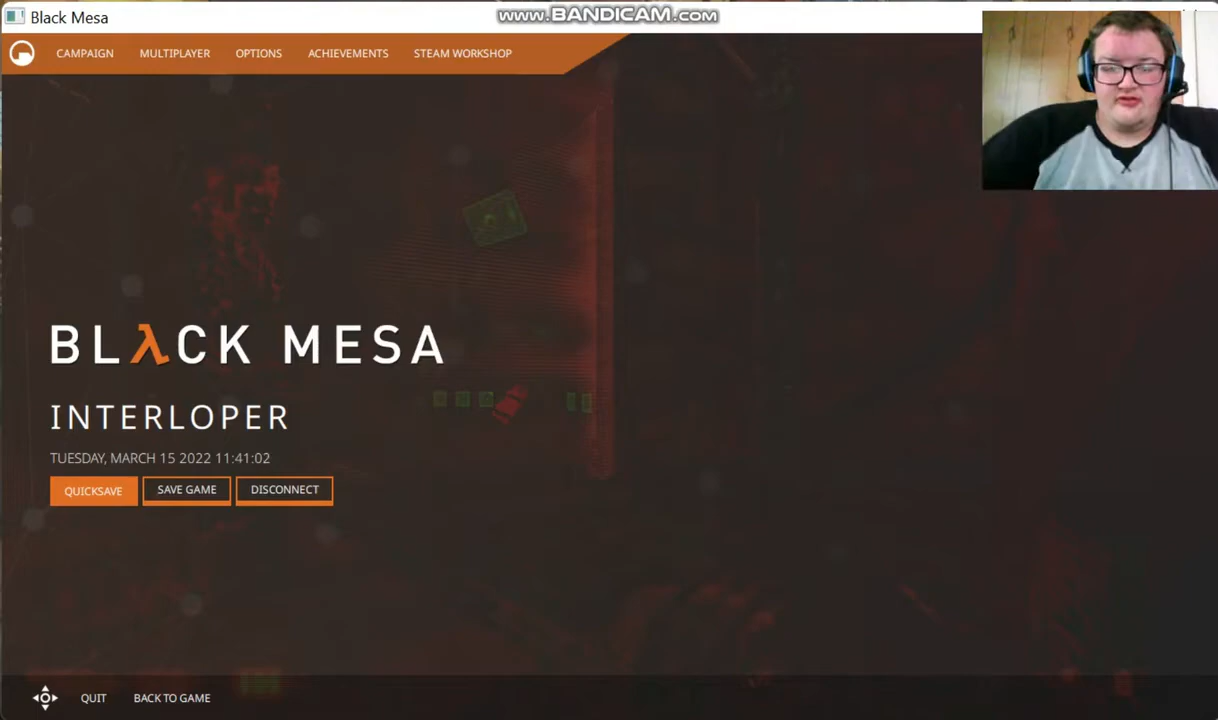 Black Mesa
www.BANDICAM.com
CAMPAIGN MULTIPLAYER OPTIONS ACHIEVEMENTS STEAM WORKSHOP
BLλCK MESA
INTERLOPER
TUESDAY, MARCH 15 2022 11:41:02
QUICKSAVE SAVE GAME DISCONNECT
QUIT BACK TO GAME